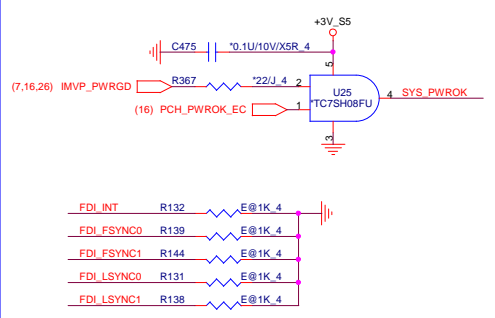 +3V_S5
C475 *0.1U/10V/X5R_4
5
(7,16,26) IMVP_PWRGD R367 *22/J_4 2
U25
*TC7SH08FU
4 SYS_PWROK
(16) PCH_PWROK_EC 1
3
FDI_INT R132 E@1K_4
FDI_FSYNC0 R139 E@1K_4
FDI_FSYNC1 R144 E@1K_4
FDI_LSYNC0 R131 E@1K_4
FDI_LSYNC1 R138 E@1K_4